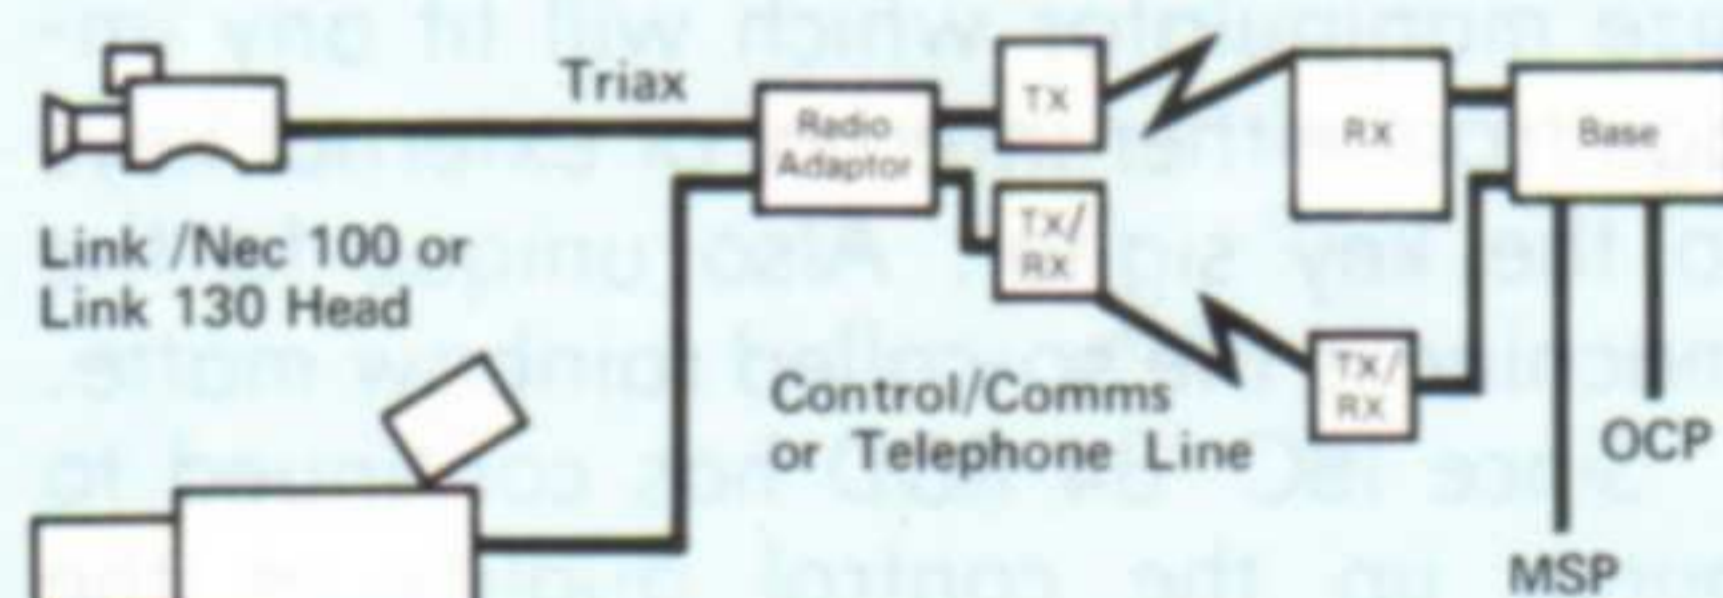 Triax
Radio
Adaptor
TX
RX
Base
TX/
RX
Link /Nec 100 or
Link 130 Head
Control/Comms
or Telephone Line
TX/
RX
OCP
MSP